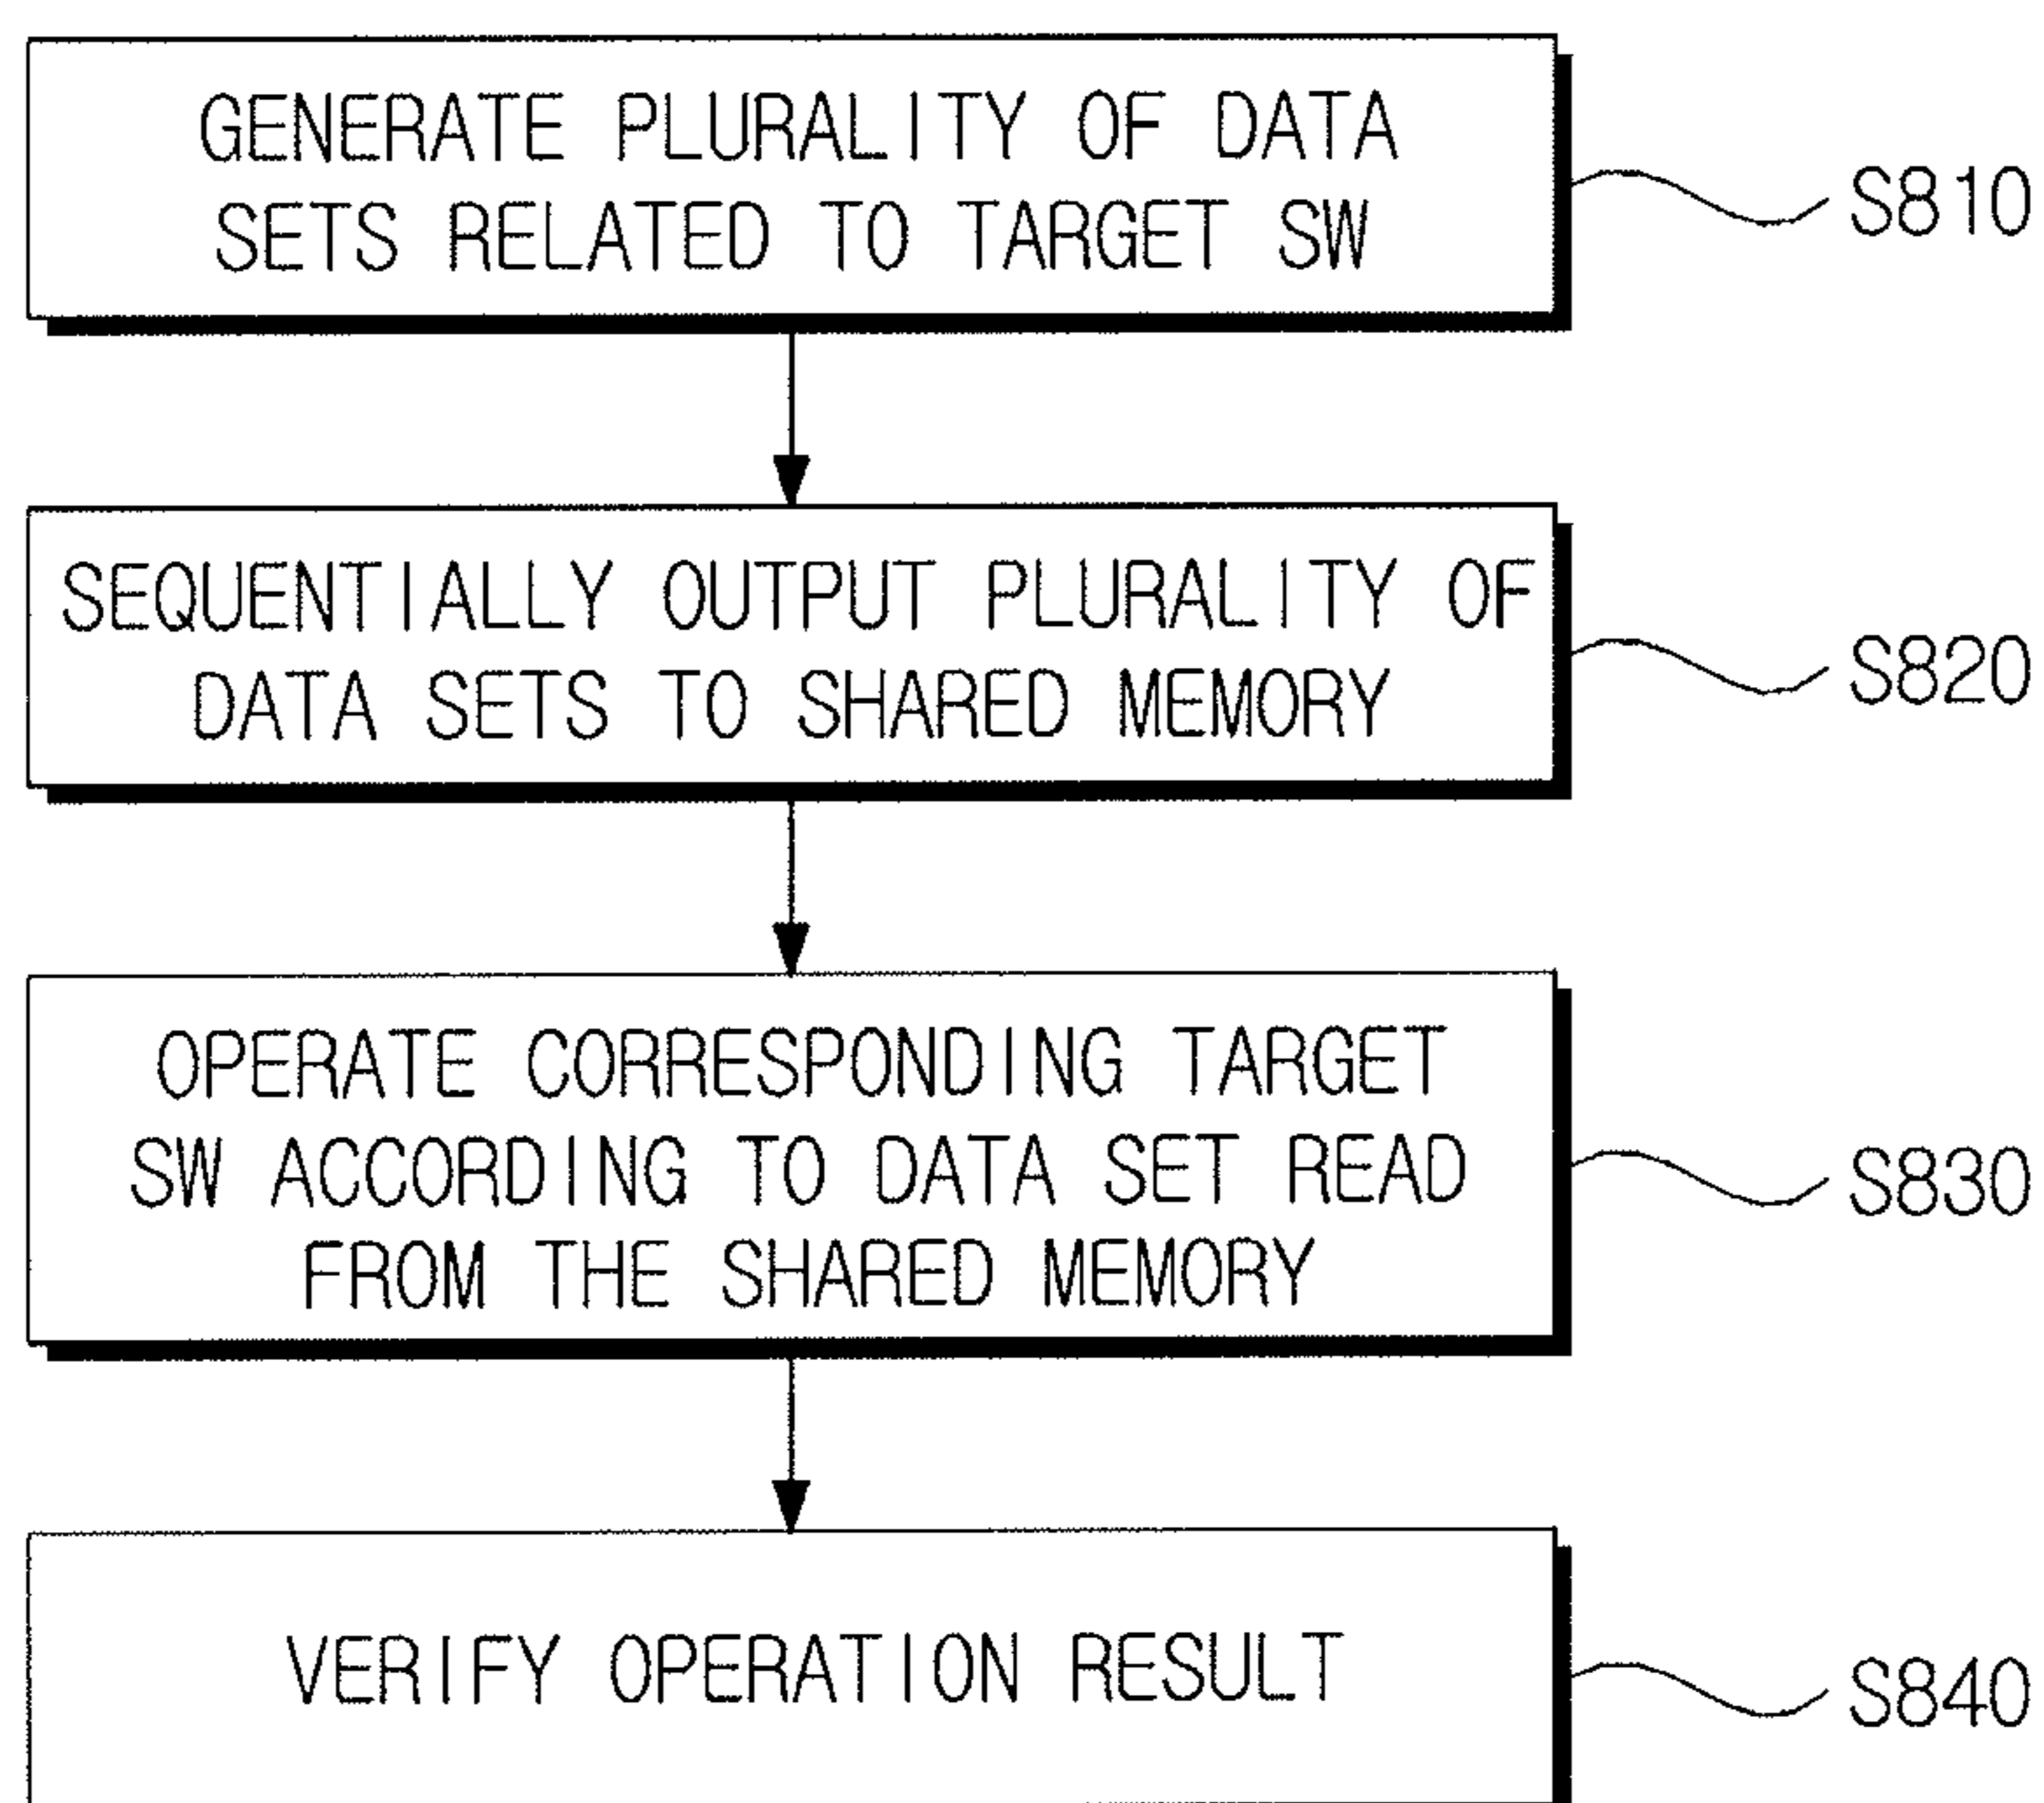 GENERATE PLURALITY OF DATA
SETS RELATED TO TARGET SW
S810
SEQUENTIALLY OUTPUT PLURALITY OF
DATA SETS TO SHARED MEMORY
S820
OPERATE CORRESPONDING TARGET
SW ACCORDING TO DATA SET READ
FROM THE SHARED MEMORY
S830
VERIFY OPERATION RESULT
S840